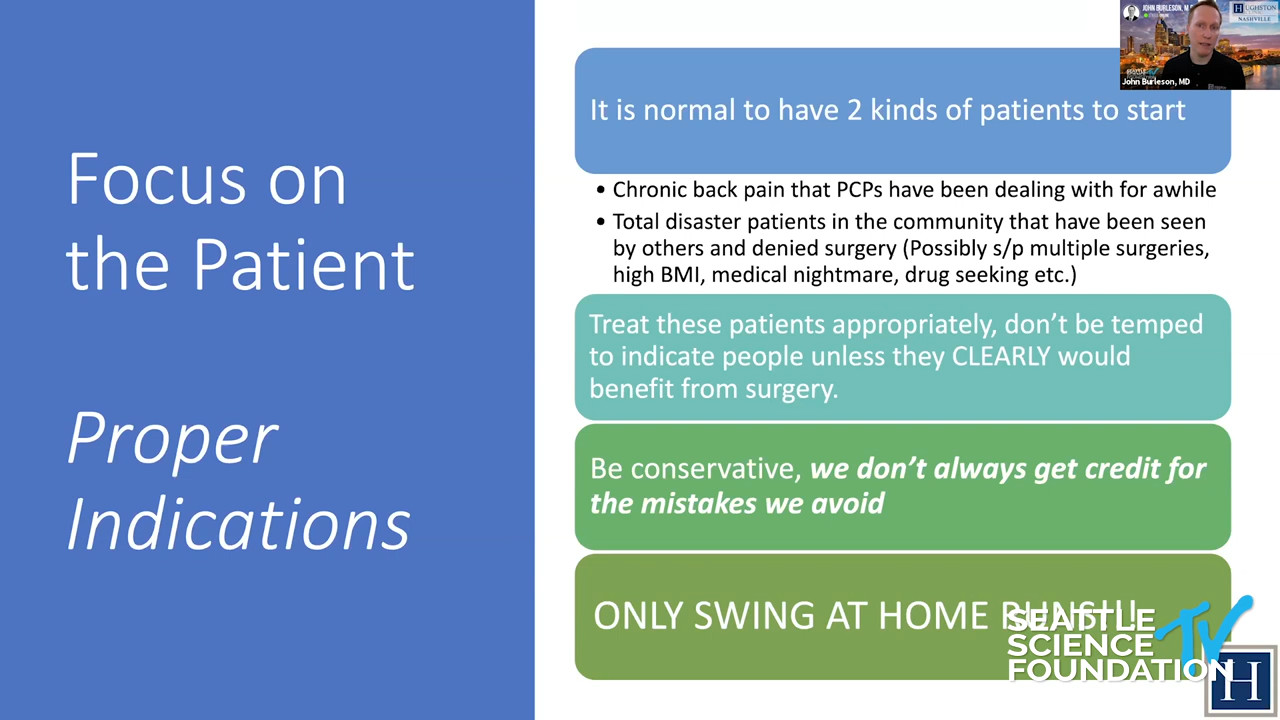 JOHN BURLESON, M
HUGHSTON
NASHVILLE
John Burleson, MD
Focus on
the Patient
Proper
Indications
It is normal to have 2 kinds of patients to start
• Chronic back pain that PCPs have been dealing with for awhile
• Total disaster patients in the community that have been seen
by others and denied surgery (Possibly s/p multiple surgeries,
high BMI, medical nightmare, drug seeking etc.)
Treat these patients appropriately, don’t be temped
to indicate people unless they CLEARLY would
benefit from surgery.
Be conservative, we don’t always get credit for
the mistakes we avoid
ONLY SWING AT HOME RUNS!!!
SEATTLE
SCIENCE
FOUNDATION
TV
H